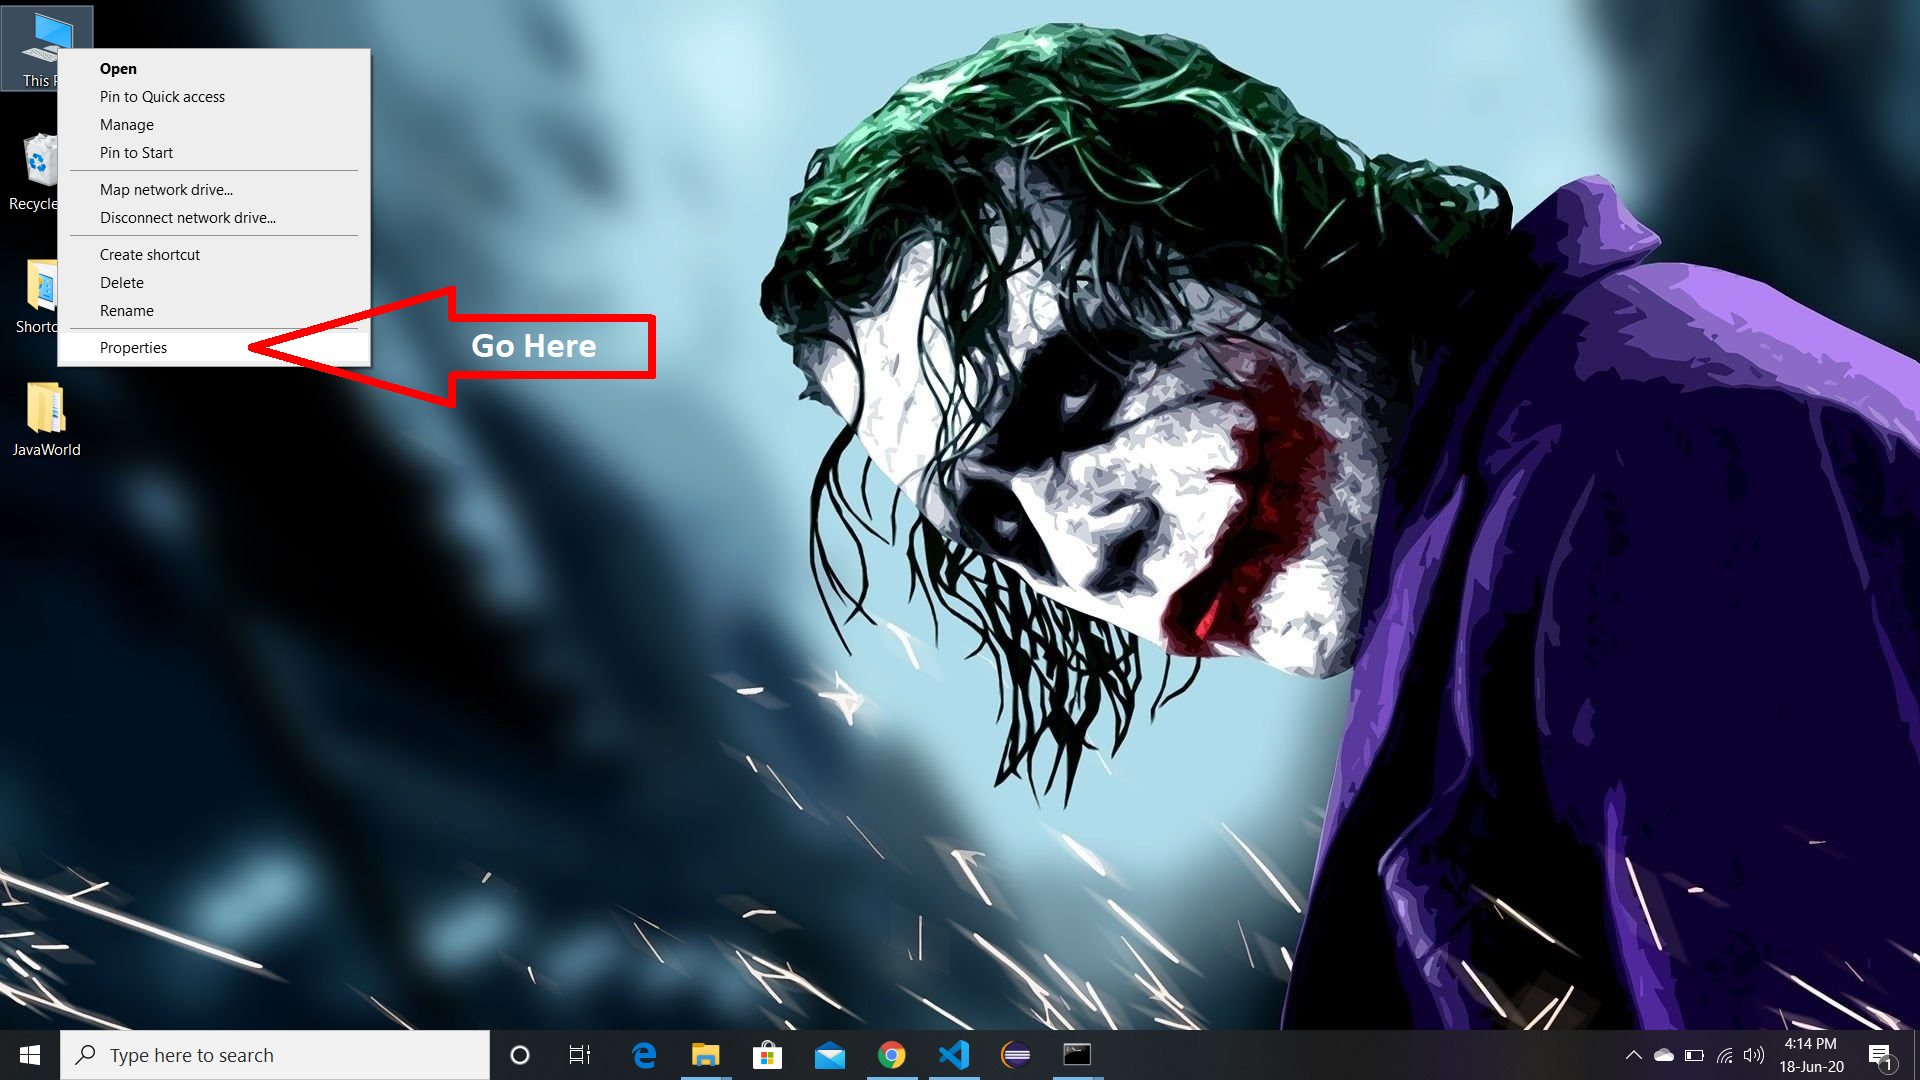 This
Open
Pin to Quick access
Manage
Pin to Start
Recycle
Map network drive...
Disconnect network drive...
Create shortcut
Delete
Rename
Properties
Go Here
JavaWorld
Type here to search
4:14 PM
18-Jun-20
1